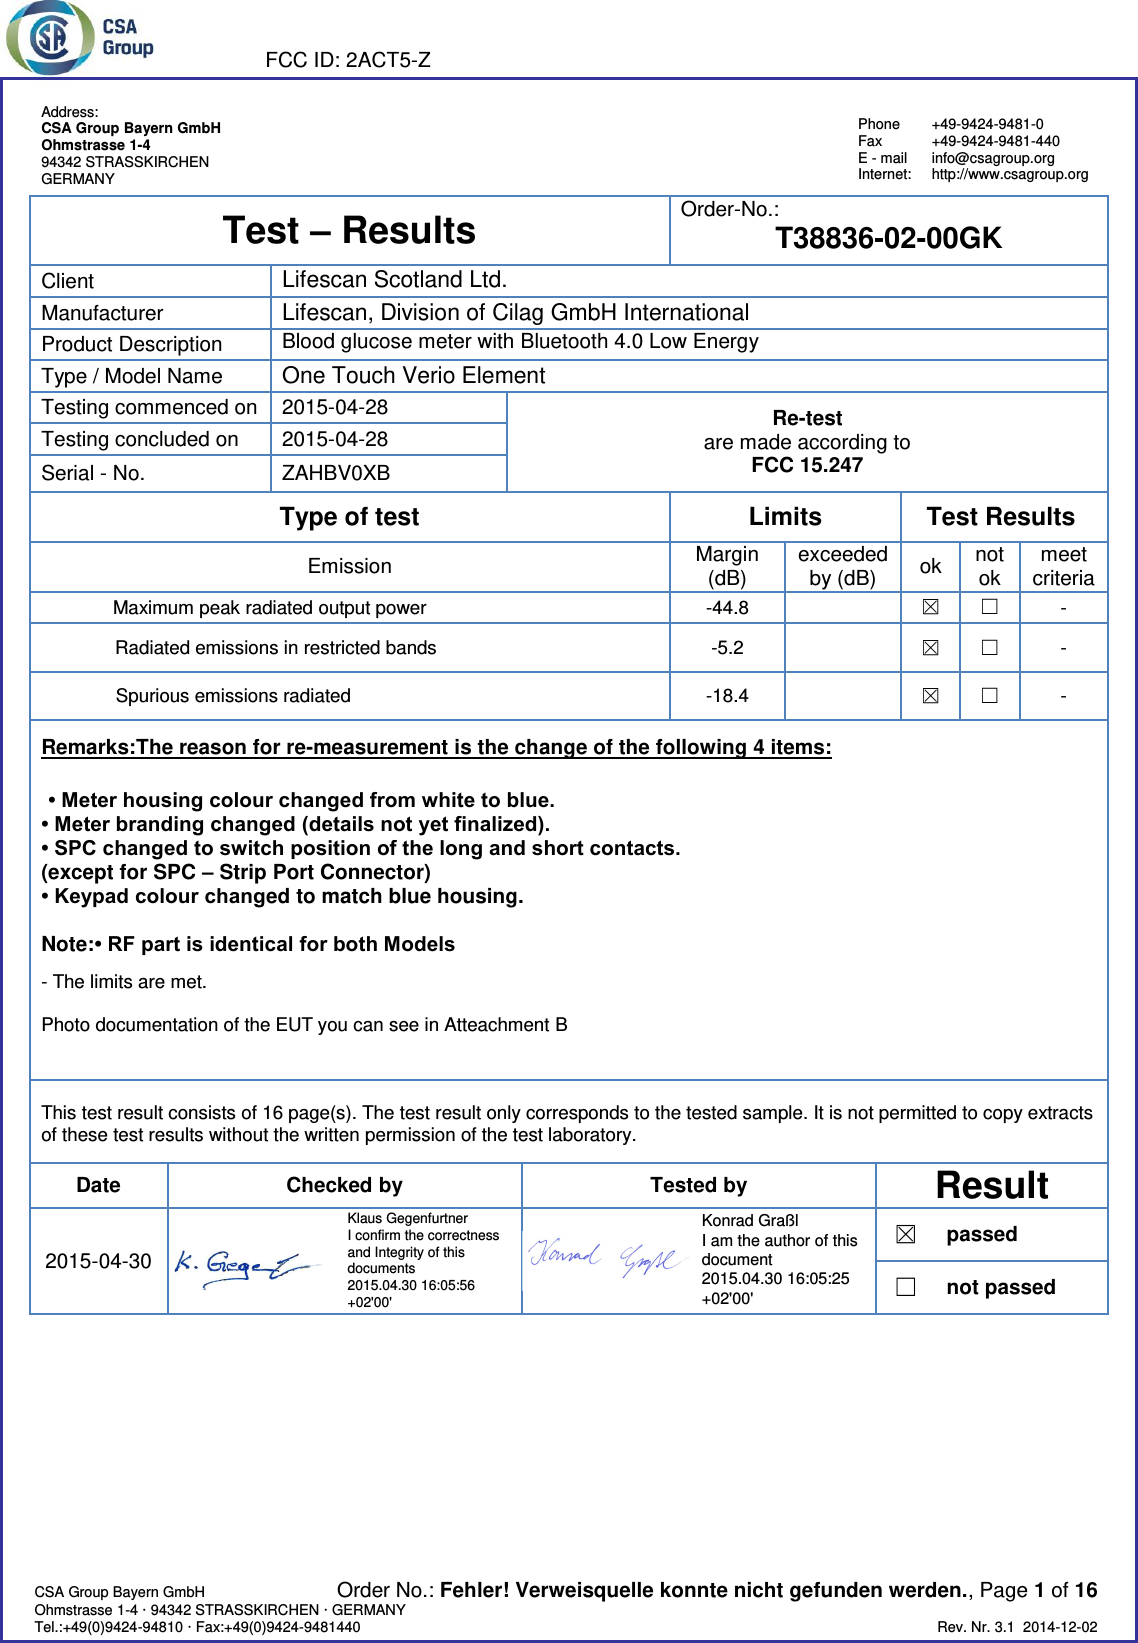 CSA
Group
FCC ID: 2ACT5-Z
Address:
CSA Group Bayern GmbH
Ohmstrasse 1-4
94342 STRASSKIRCHEN
GERMANY
Phone +49-9424-9481-0
Fax +49-9424-9481-440
E - mail info@csagroup.org
Internet: http://www.csagroup.org
Test – Results
Order-No.:
T38836-02-00GK
Client Lifescan Scotland Ltd.
Manufacturer Lifescan, Division of Cilag GmbH International
Product Description Blood glucose meter with Bluetooth 4.0 Low Energy
Type / Model Name One Touch Verio Element
Testing commenced on 2015-04-28
Testing concluded on 2015-04-28
Serial - No. ZAHBV0XB
Re-test
are made according to
FCC 15.247
Type of test Limits Test Results
Emission Margin (dB) exceeded by (dB) ok not ok meet criteria
Maximum peak radiated output power -44.8 ☒ ☐ -
Radiated emissions in restricted bands -5.2 ☒ ☐ -
Spurious emissions radiated -18.4 ☒ ☐ -
Remarks:The reason for re-measurement is the change of the following 4 items:
• Meter housing colour changed from white to blue.
• Meter branding changed (details not yet finalized).
• SPC changed to switch position of the long and short contacts.
(except for SPC – Strip Port Connector)
• Keypad colour changed to match blue housing.
Note:• RF part is identical for both Models
- The limits are met.
Photo documentation of the EUT you can see in Atteachment B
This test result consists of 16 page(s). The test result only corresponds to the tested sample. It is not permitted to copy extracts
of these test results without the written permission of the test laboratory.
Date Checked by Tested by Result
2015-04-30
Klaus Gegenfurtner
I confirm the correctness
and Integrity of this
documents
2015.04.30 16:05:56
+02'00'
Konrad Graßl
Konrad Graßl
I am the author of this
document
2015.04.30 16:05:25
+02'00'
☒ passed
☐ not passed
CSA Group Bayern GmbH Order No.: Fehler! Verweisquelle konnte nicht gefunden werden., Page 1 of 16
Ohmstrasse 1-4 · 94342 STRASSKIRCHEN · GERMANY
Tel.:+49(0)9424-94810 · Fax:+49(0)9424-9481440 Rev. Nr. 3.1 2014-12-02